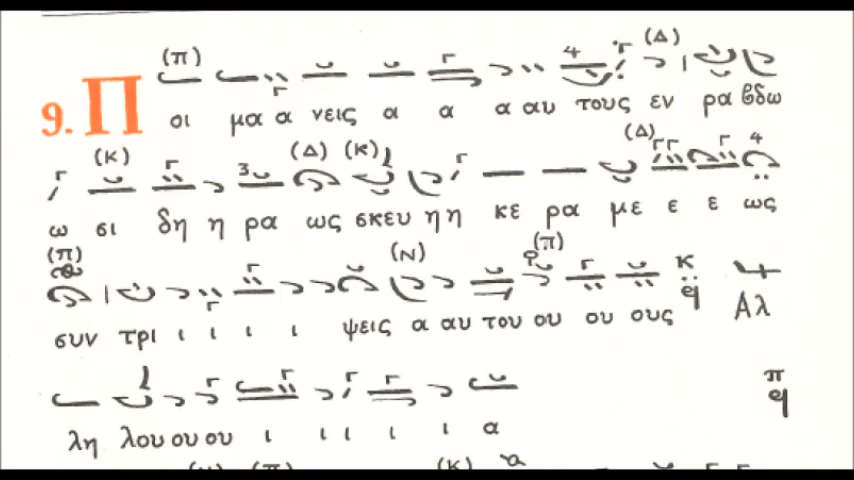 (π) (Δ)
9. Π οι μα α νεις α α α αυ τους εν ρα βδω
(Κ) (Δ) (Κ) (Δ)
ω σι δη η ρα ως σκευ η η κε ρα με ε ε ως
(π) (Ν) (π)
συν τρι ι ι ι ι ψεις α αυ του ου ου ους Αλ
λη λου ου ου ι ι ι ι ι α